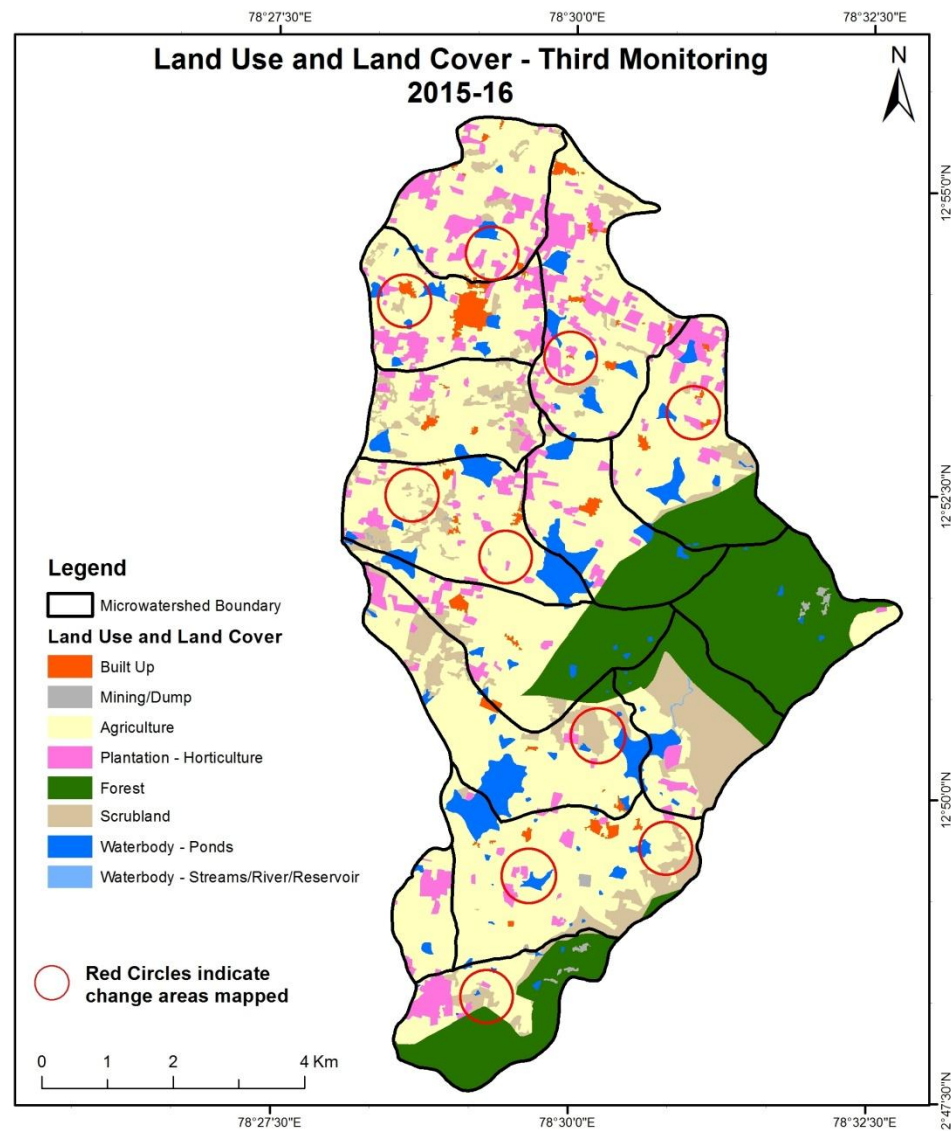 78°27'30"E
78°30'0"E
78°32'30"E
Land Use and Land Cover - Third Monitoring
2015-16
N
12°55'0"N
12°52'30"N
12°50'0"N
12°47'30"N
Legend
Microwatershed Boundary
Land Use and Land Cover
Built Up
Mining/Dump
Agriculture
Plantation - Horticulture
Forest
Scrubland
Waterbody - Ponds
Waterbody - Streams/River/Reservoir
Red Circles indicate
change areas mapped
0 1 2 4 Km
78°27'30"E
78°30'0"E
78°32'30"E